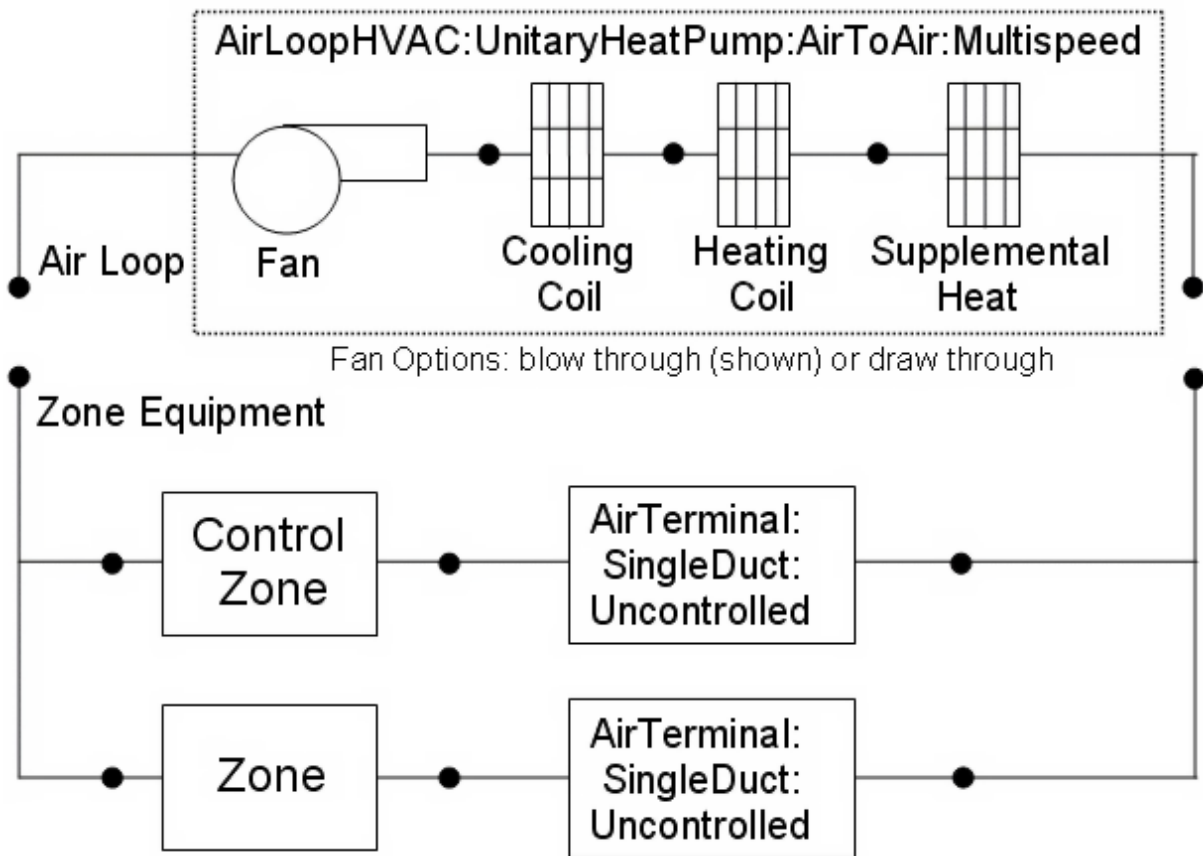 AirLoopHVAC:UnitaryHeatPump:AirToAir:Multispeed
Air Loop
Fan
Cooling
Coil
Heating
Coil
Supplemental
Heat
Fan Options: blow through (shown) or draw through
Zone Equipment
Control
Zone
AirTerminal:
SingleDuct:
Uncontrolled
Zone
AirTerminal:
SingleDuct:
Uncontrolled